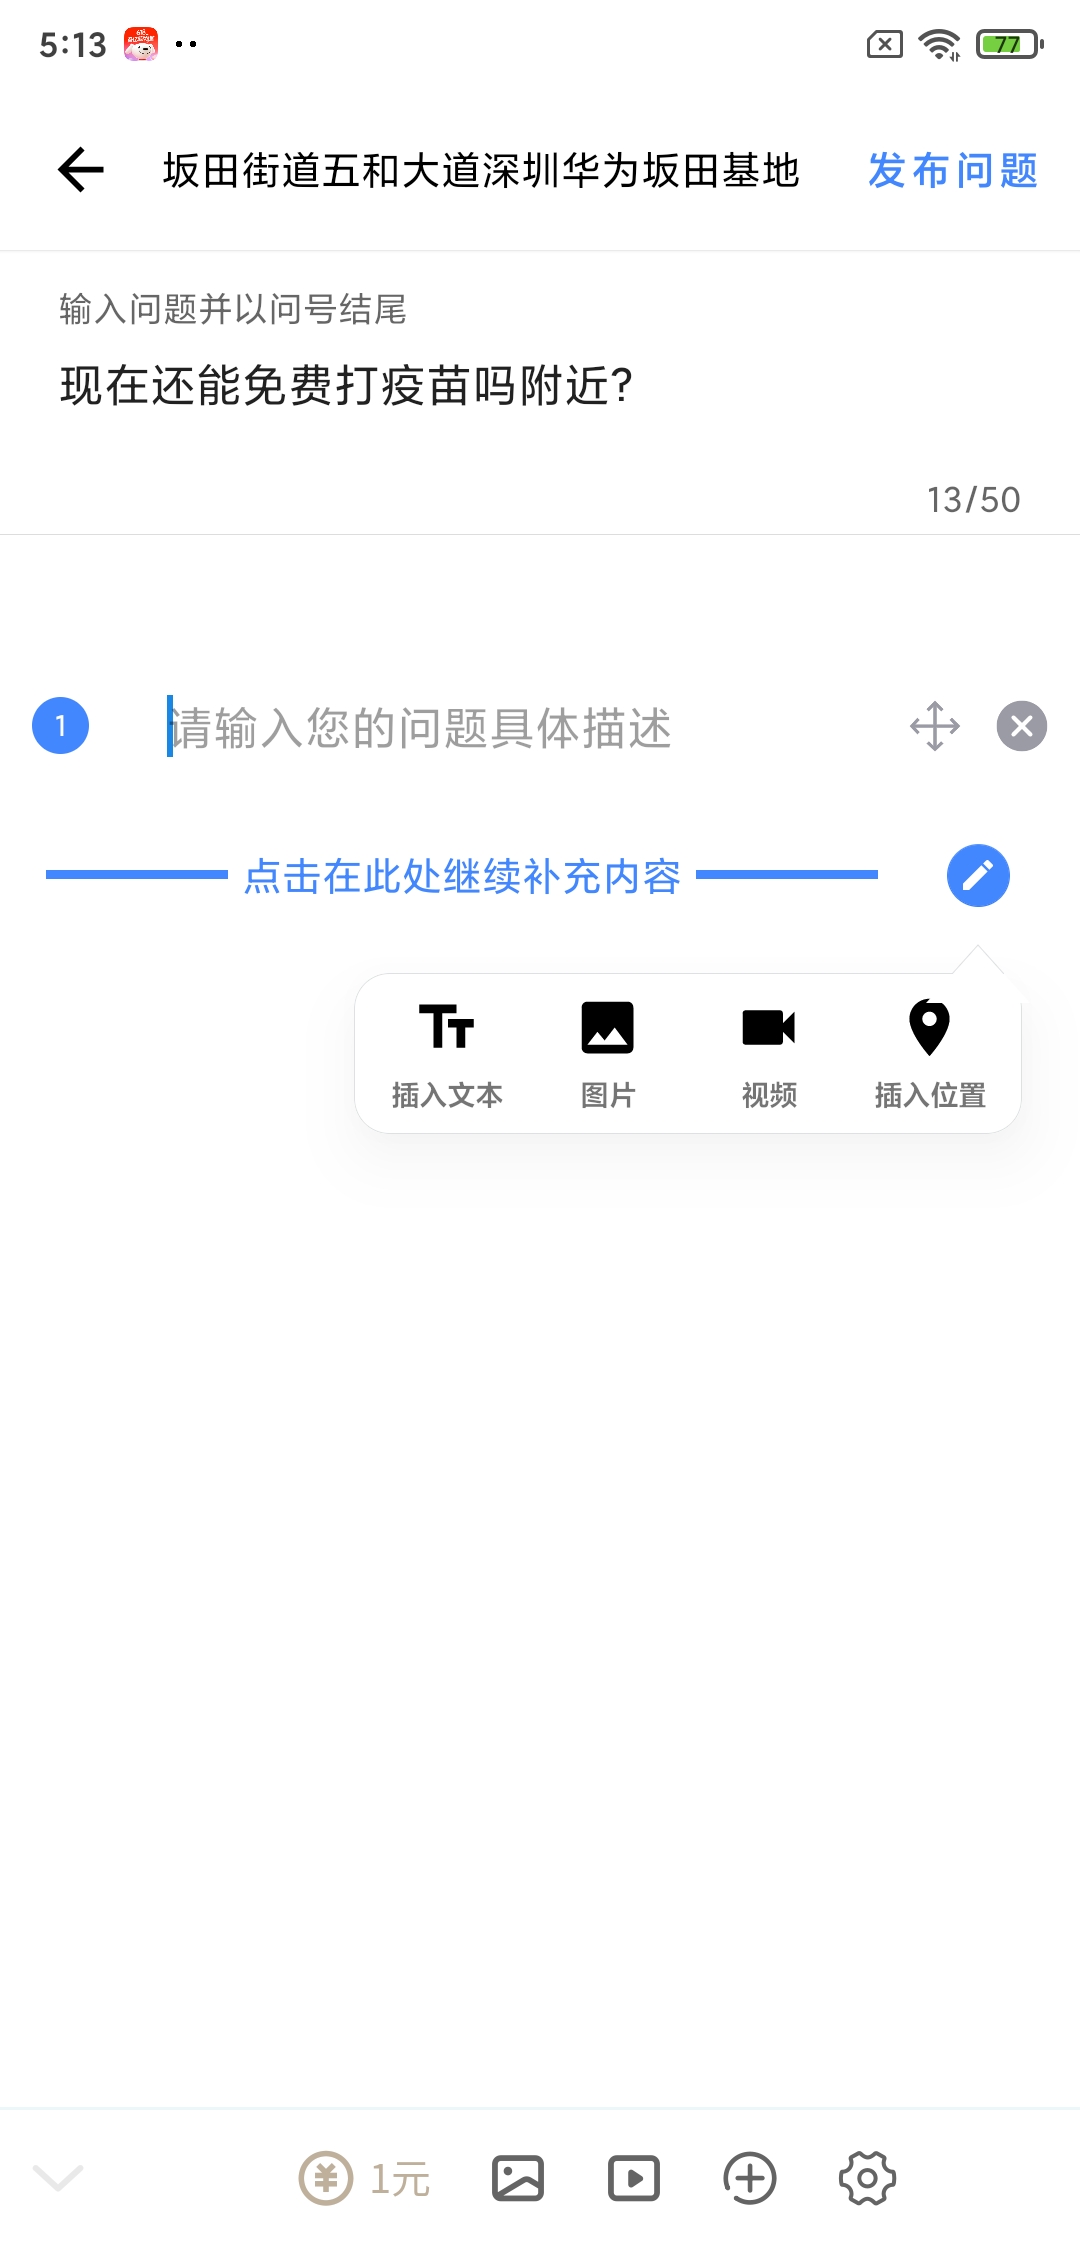 5:13
77
坂田街道五和大道深圳华为坂田基地
发布问题
输入问题并以问号结尾
现在还能免费打疫苗吗附近?
13/50
1
请输入您的问题具体描述
点击在此处继续补充内容
插入文本
图片
视频
插入位置
1元